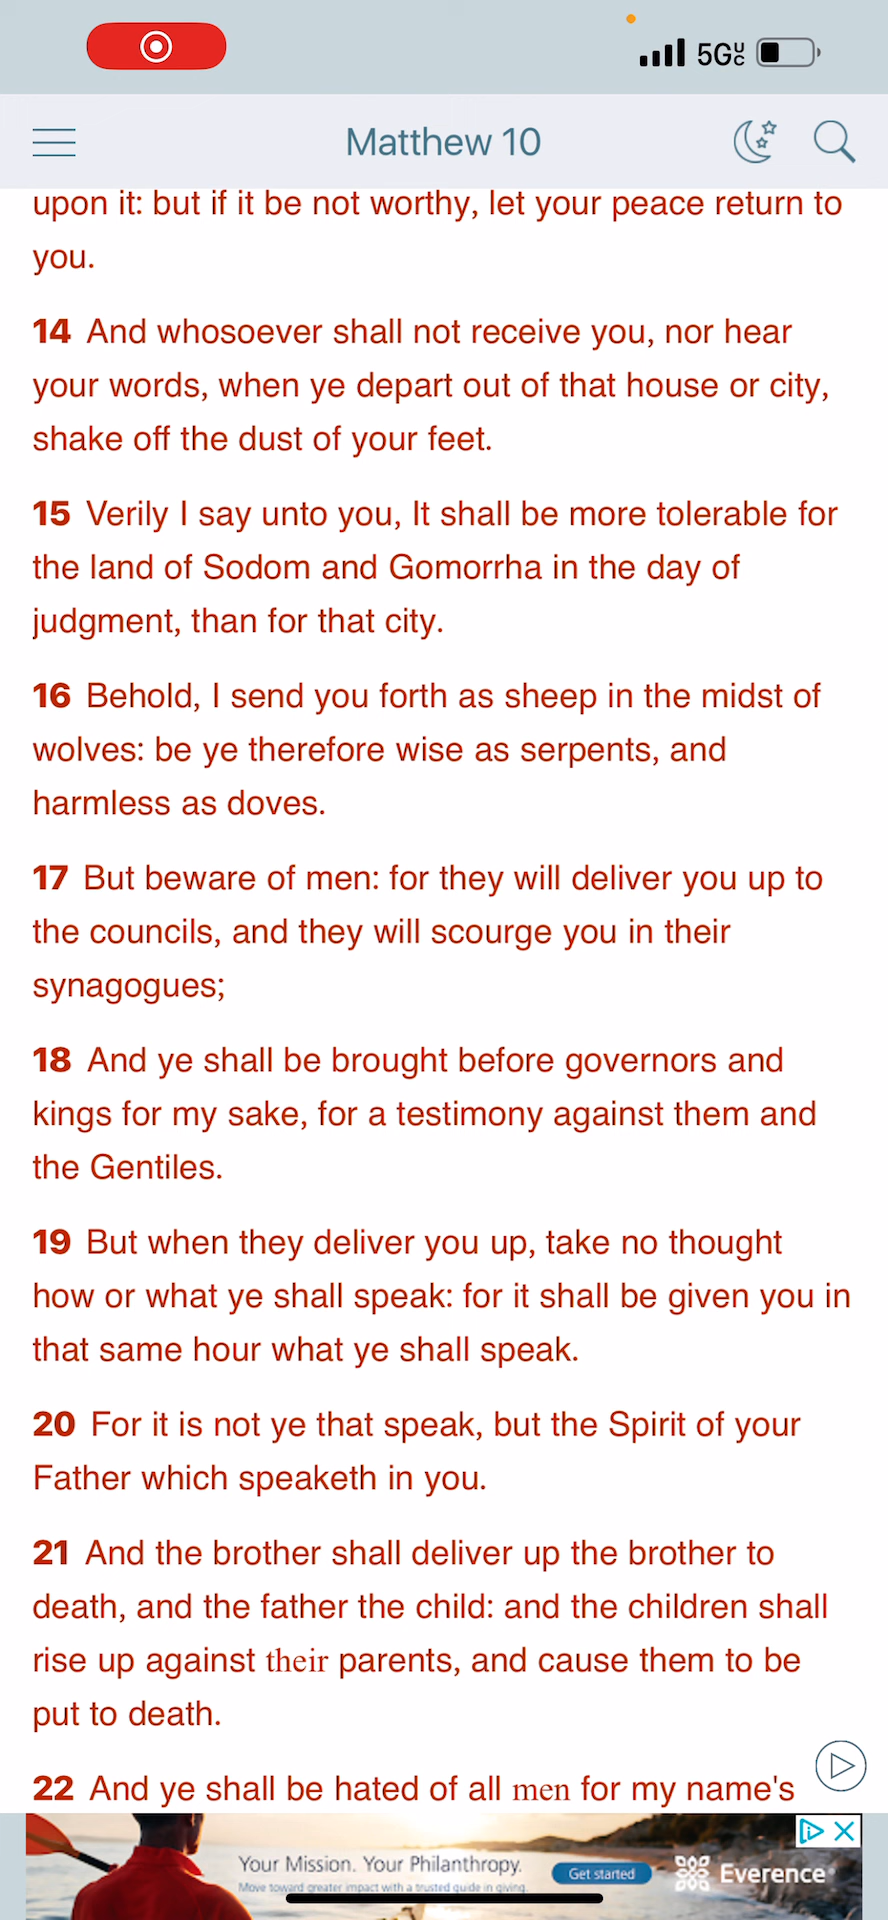 5G UC
Matthew 10
upon it: but if it be not worthy, let your peace return to
you.
14 And whosoever shall not receive you, nor hear
your words, when ye depart out of that house or city,
shake off the dust of your feet.
15 Verily I say unto you, It shall be more tolerable for
the land of Sodom and Gomorrha in the day of
judgment, than for that city.
16 Behold, I send you forth as sheep in the midst of
wolves: be ye therefore wise as serpents, and
harmless as doves.
17 But beware of men: for they will deliver you up to
the councils, and they will scourge you in their
synagogues;
18 And ye shall be brought before governors and
kings for my sake, for a testimony against them and
the Gentiles.
19 But when they deliver you up, take no thought
how or what ye shall speak: for it shall be given you in
that same hour what ye shall speak.
20 For it is not ye that speak, but the Spirit of your
Father which speaketh in you.
21 And the brother shall deliver up the brother to
death, and the father the child: and the children shall
rise up against their parents, and cause them to be
put to death.
22 And ye shall be hated of all men for my name's
Your Mission. Your Philanthropy.
Move toward greater impact with a trusted guide in giving.
Get started
Everence